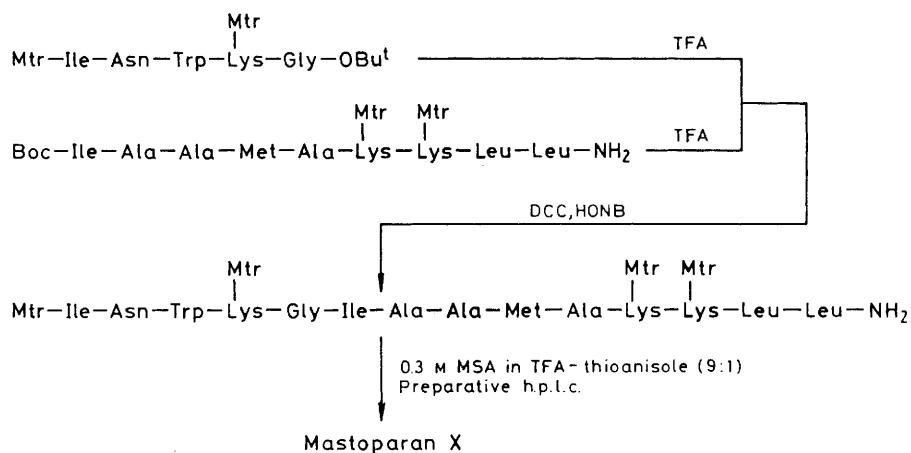 Mtr
Mtr—Ile—Asn—Trp—Lys—Gly—OBuᵗ
TFA
Mtr Mtr
Boc—Ile—Ala—Ala—Met—Ala—Lys—Lys—Leu—Leu—NH₂
TFA
DCC,HONB
Mtr Mtr Mtr
Mtr—Ile—Asn—Trp—Lys—Gly—Ile—Ala—Ala—Met—Ala—Lys—Lys—Leu—Leu—NH₂
0.3 M MSA in TFA-thioanisole (9:1)
Preparative h.p.l.c.
Mastoparan X